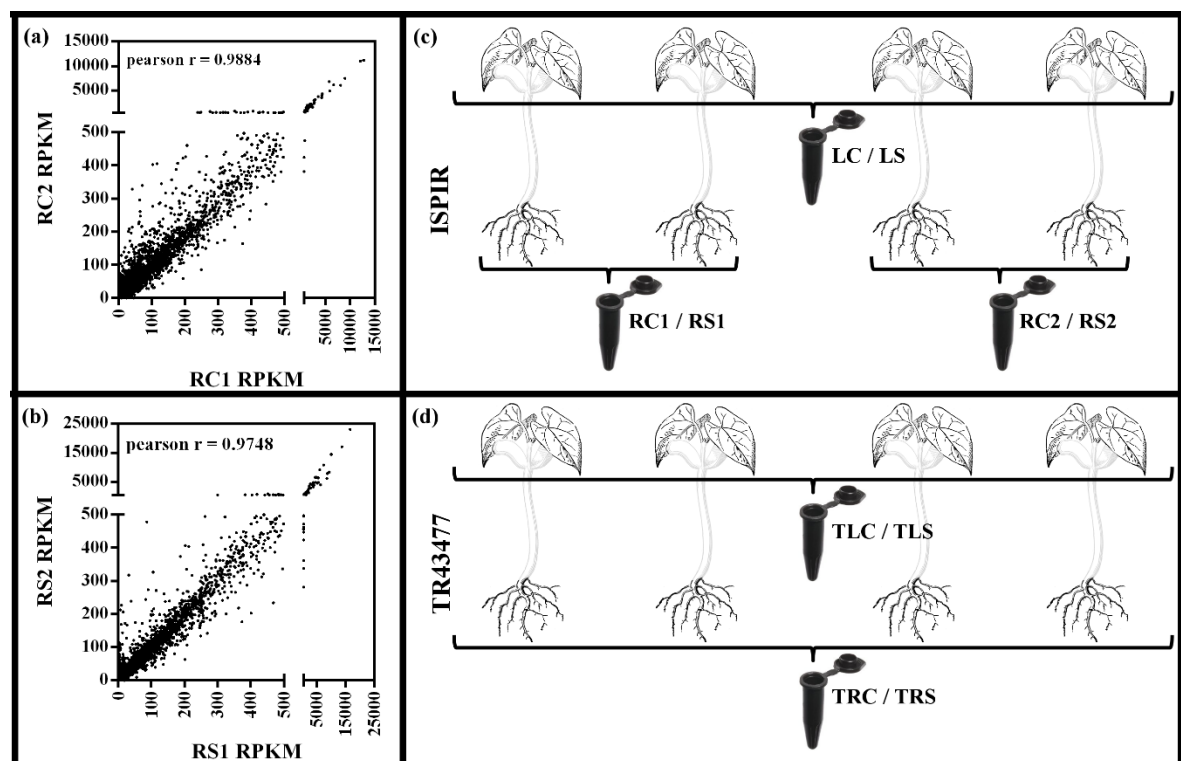 (a)
15000
pearson r = 0.9884
10000
5000
500
400
300
200
100
0
RC2 RPKM
0 100 200 300 400 500 5000 10000 15000
RC1 RPKM
(b)
25000
pearson r = 0.9748
15000
5000
500
400
300
200
100
0
RS2 RPKM
0 100 200 300 400 500 5000 15000 25000
RS1 RPKM
(c)
ISPIR
LC / LS
RC1 / RS1
RC2 / RS2
(d)
TR43477
TLC / TLS
TRC / TRS